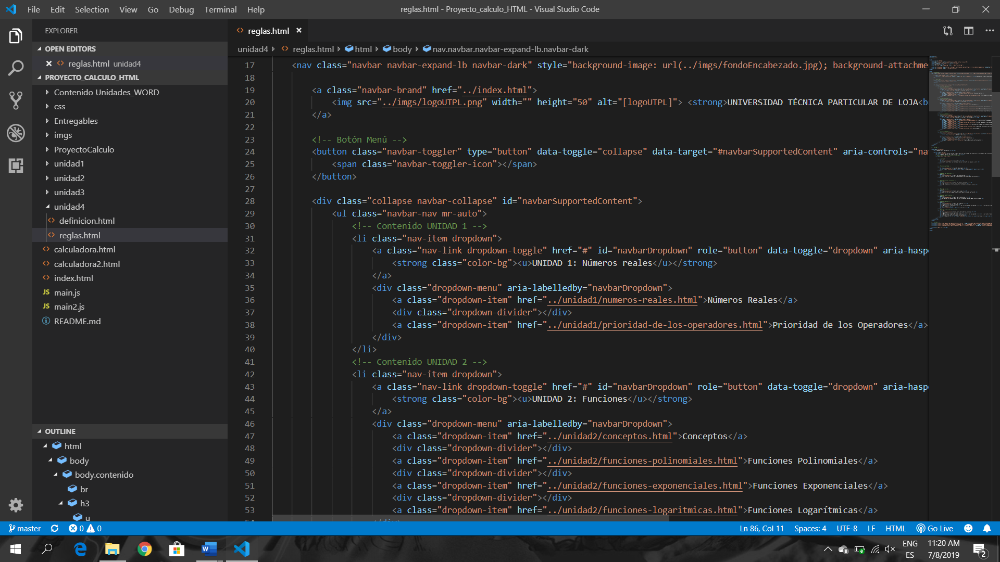 File Edit Selection View Go Debug Terminal Help
reglas.html - Proyecto_calculo_HTML - Visual Studio Code
EXPLORER
OPEN EDITORS
reglas.html unidad4
PROYECTO_CALCULO_HTML
Contenido Unidades_WORD
css
Entregables
imgs
ProyectoCalculo
unidad1
unidad2
unidad3
unidad4
definicion.html
reglas.html
calculadora.html
calculadora2.html
index.html
JS main.js
JS main2.js
README.md
OUTLINE
html
body
body.contenido
br
h3
u
reglas.html
unidad4 reglas.html html body nav.navbar.navbar-expand-lb.navbar-dark
17 <nav class="navbar navbar-expand-lb navbar-dark" style="background-image: url(../imgs/fondoEncabezado.jpg); background-attachme
18
19 <a class="navbar-brand" href="../index.html">
20 <img src="../imgs/logoUTPL.png" width="" height="50" alt="[logoUTPL]"> <strong>UNIVERSIDAD TÉCNICA PARTICULAR DE LOJA<b
21 </a>
22
23 <!-- Botón Menú -->
24 <button class="navbar-toggler" type="button" data-toggle="collapse" data-target="#navbarSupportedContent" aria-controls="na
25 <span class="navbar-toggler-icon"></span>
26 </button>
27
28 <div class="collapse navbar-collapse" id="navbarSupportedContent">
29 <ul class="navbar-nav mr-auto">
30 <!-- Contenido UNIDAD 1 -->
31 <li class="nav-item dropdown">
32 <a class="nav-link dropdown-toggle" href="#" id="navbarDropdown" role="button" data-toggle="dropdown" aria-hasp
33 <strong class="color-bg"><u>UNIDAD 1: Números reales</u></strong>
34 </a>
35 <div class="dropdown-menu" aria-labelledby="navbarDropdown">
36 <a class="dropdown-item" href="../unidad1/numeros-reales.html">Números Reales</a>
37 <div class="dropdown-divider"></div>
38 <a class="dropdown-item" href="../unidad1/prioridad-de-los-operadores.html">Prioridad de los Operadores</a>
39 </div>
40 </li>
41 <!-- Contenido UNIDAD 2 -->
42 <li class="nav-item dropdown">
43 <a class="nav-link dropdown-toggle" href="#" id="navbarDropdown" role="button" data-toggle="dropdown" aria-hasp
44 <strong class="color-bg"><u>UNIDAD 2: Funciones</u></strong>
45 </a>
46 <div class="dropdown-menu" aria-labelledby="navbarDropdown">
47 <a class="dropdown-item" href="../unidad2/conceptos.html">Conceptos</a>
48 <div class="dropdown-divider"></div>
49 <a class="dropdown-item" href="../unidad2/funciones-polinomiales.html">Funciones Polinomiales</a>
50 <div class="dropdown-divider"></div>
51 <a class="dropdown-item" href="../unidad2/funciones-exponenciales.html">Funciones Exponenciales</a>
52 <div class="dropdown-divider"></div>
53 <a class="dropdown-item" href="../unidad2/funciones-logaritmicas.html">Funciones Logarítmicas</a>
master 0 0 Ln 86, Col 11 Spaces: 4 UTF-8 LF HTML Go Live
ENG
ES
11:20 AM
7/8/2019
2